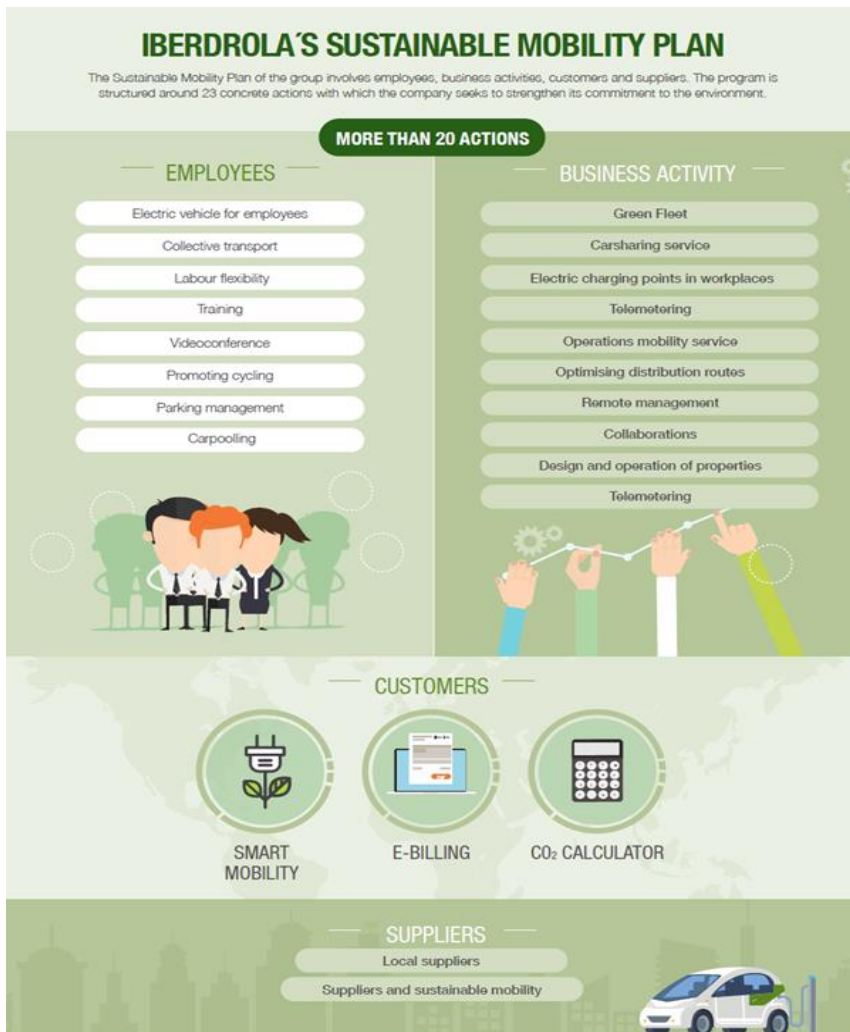 IBERDROLA´S SUSTAINABLE MOBILITY PLAN
The Sustainable Mobility Plan of the group involves employees, business activities, customers and suppliers. The program is
structured around 23 concrete actions with which the company seeks to strengthen its commitment to the environment.
MORE THAN 20 ACTIONS
EMPLOYEES
Electric vehicle for employees
Collective transport
Labour flexibility
Training
Videoconference
Promoting cycling
Parking management
Carpoolling
BUSINESS ACTIVITY
Green Fleet
Carsharing service
Electric charging points in workplaces
Telemetering
Operations mobility service
Optimising distribution routes
Remote management
Collaborations
Design and operation of properties
Telemetering
CUSTOMERS
SMART
MOBILITY
E-BILLING
CO₂ CALCULATOR
SUPPLIERS
Local suppliers
Suppliers and sustainable mobility